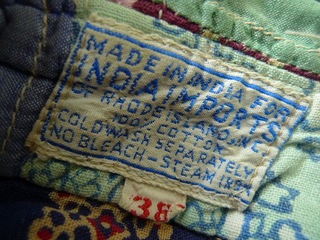 MADE IN INDIA FOR
INDIA IMPORTS
OF RHODE ISLAND, INC.
100% COTTON
COLD WASH SEPARATELY
NO BLEACH - STEAM IRON
38